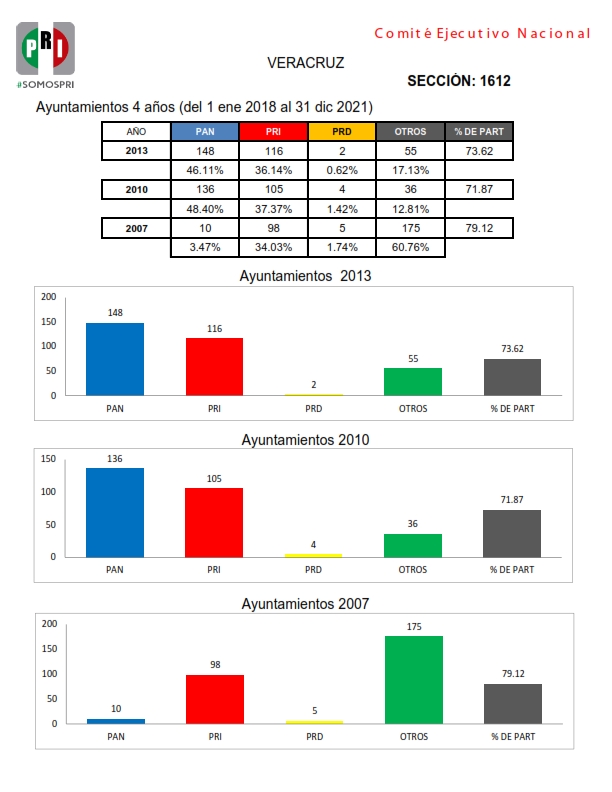 Comité Ejecutivo Nacional
PRI
#SOMOSPRI
VERACRUZ
SECCIÓN: 1612
Ayuntamientos 4 años (del 1 ene 2018 al 31 dic 2021)
AÑO PAN PRI PRD OTROS % DE PART
2013 148 116 2 55 73.62
46.11% 36.14% 0.62% 17.13%
2010 136 105 4 36 71.87
48.40% 37.37% 1.42% 12.81%
2007 10 98 5 175 79.12
3.47% 34.03% 1.74% 60.76%
Ayuntamientos 2013
200
150
100
50
0
148
116
2
55
73.62
PAN PRI PRD OTROS % DE PART
Ayuntamientos 2010
150
100
50
0
136
105
4
36
71.87
PAN PRI PRD OTROS % DE PART
Ayuntamientos 2007
200
150
100
50
0
10
98
5
175
79.12
PAN PRI PRD OTROS % DE PART